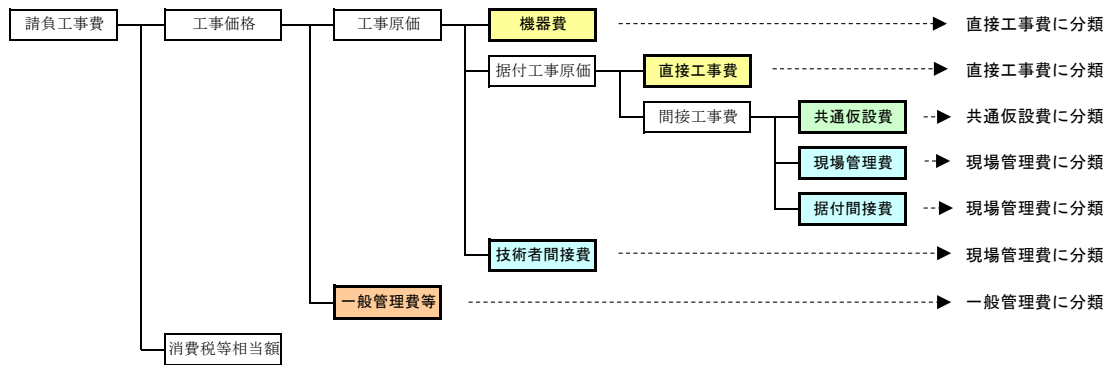 請負工事費 工事価格 工事原価 機器費 直接工事費に分類
据付工事原価 直接工事費 直接工事費に分類
間接工事費 共通仮設費 共通仮設費に分類
現場管理費 現場管理費に分類
据付間接費 現場管理費に分類
技術者間接費 現場管理費に分類
一般管理費等 一般管理費に分類
消費税等相当額